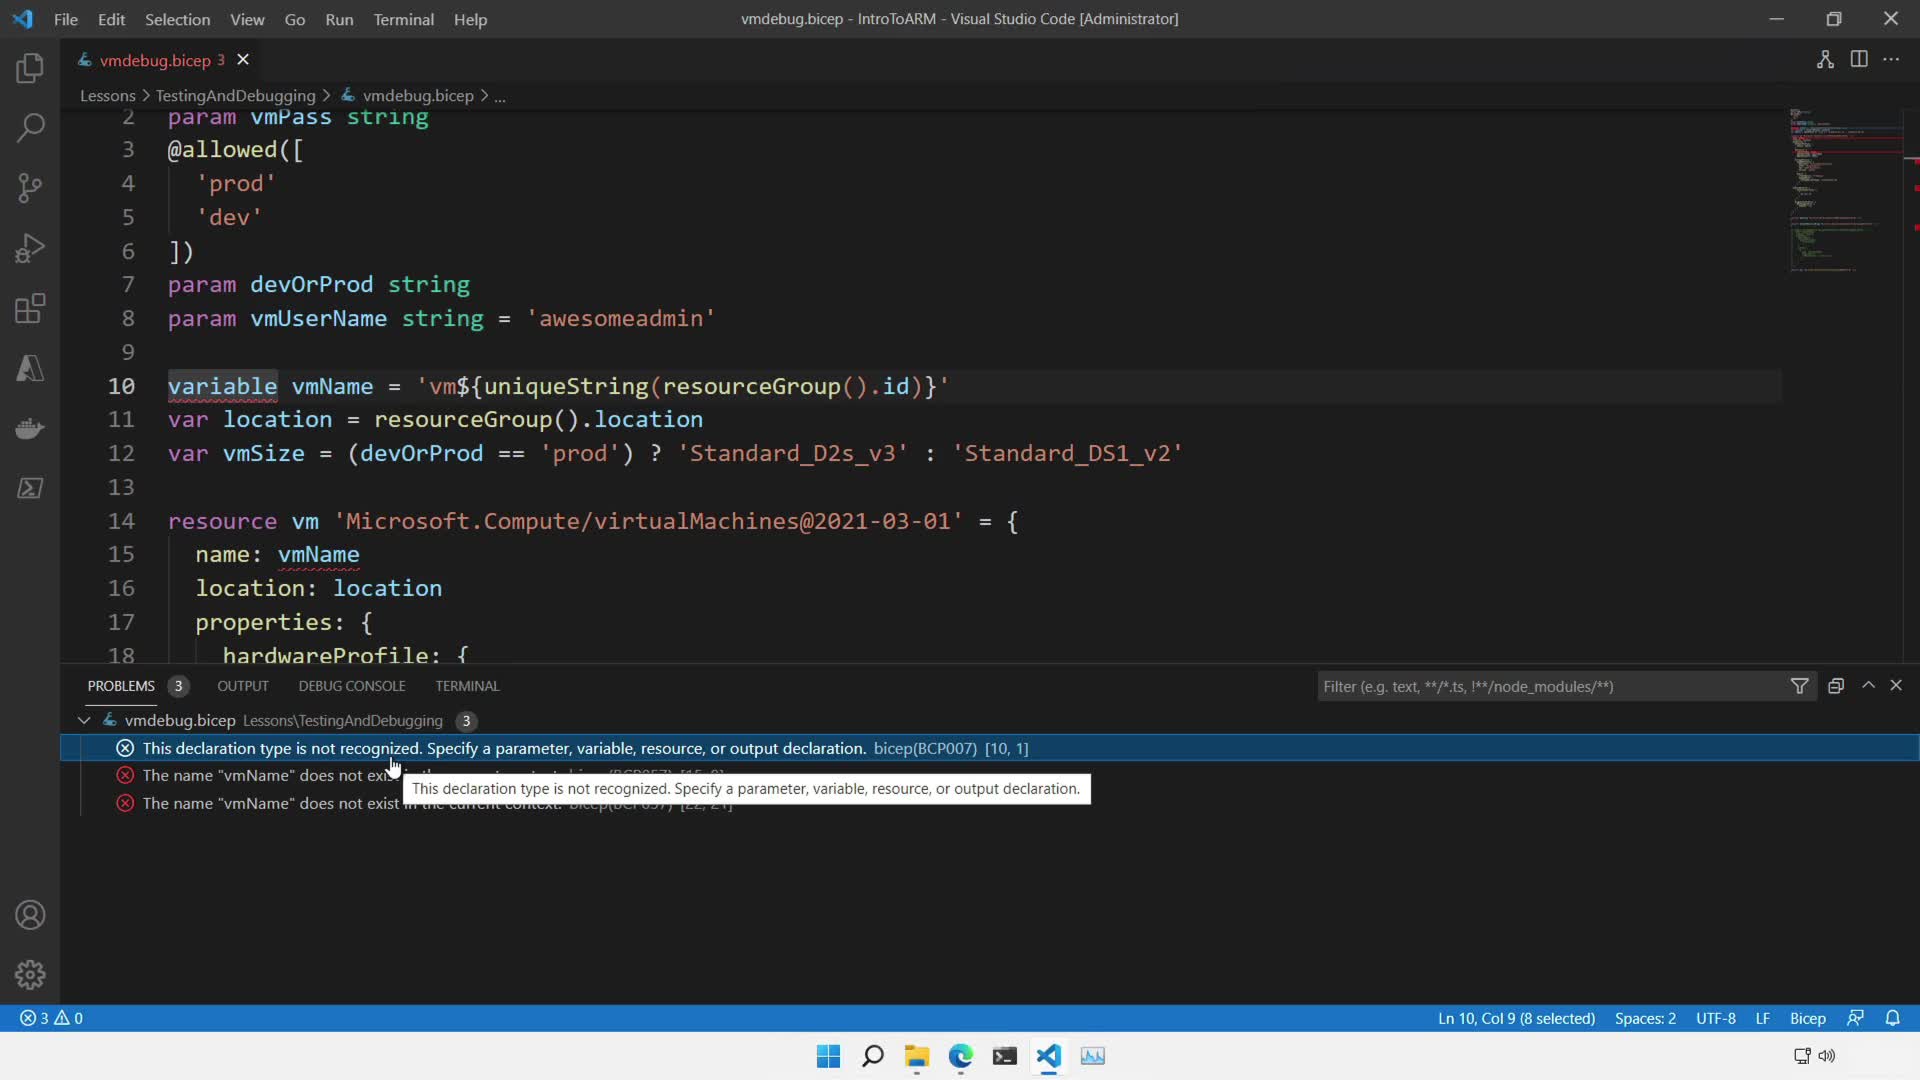 File Edit Selection View Go Run Terminal Help
vmdebug.bicep - IntroToARM - Visual Studio Code [Administrator]
vmdebug.bicep 3
Lessons > TestingAndDebugging > vmdebug.bicep > ...
2 param vmPass string
3 @allowed([
4 'prod'
5 'dev'
6 ])
7 param devOrProd string
8 param vmUserName string = 'awesomeadmin'
9
10 variable vmName = 'vm${uniqueString(resourceGroup().id)}'
11 var location = resourceGroup().location
12 var vmSize = (devOrProd == 'prod') ? 'Standard_D2s_v3' : 'Standard_DS1_v2'
13
14 resource vm 'Microsoft.Compute/virtualMachines@2021-03-01' = {
15 name: vmName
16 location: location
17 properties: {
18 hardwareProfile: {
PROBLEMS 3 OUTPUT DEBUG CONSOLE TERMINAL
Filter (e.g. text, **/*.ts, !**/node_modules/**)
vmdebug.bicep Lessons\TestingAndDebugging 3
This declaration type is not recognized. Specify a parameter, variable, resource, or output declaration. bicep(BCP007) [10, 1]
The name "vmName" does not
This declaration type is not recognized. Specify a parameter, variable, resource, or output declaration.
The name "vmName" does not exist in the current context.
3 0
Ln 10, Col 9 (8 selected) Spaces: 2 UTF-8 LF Bicep